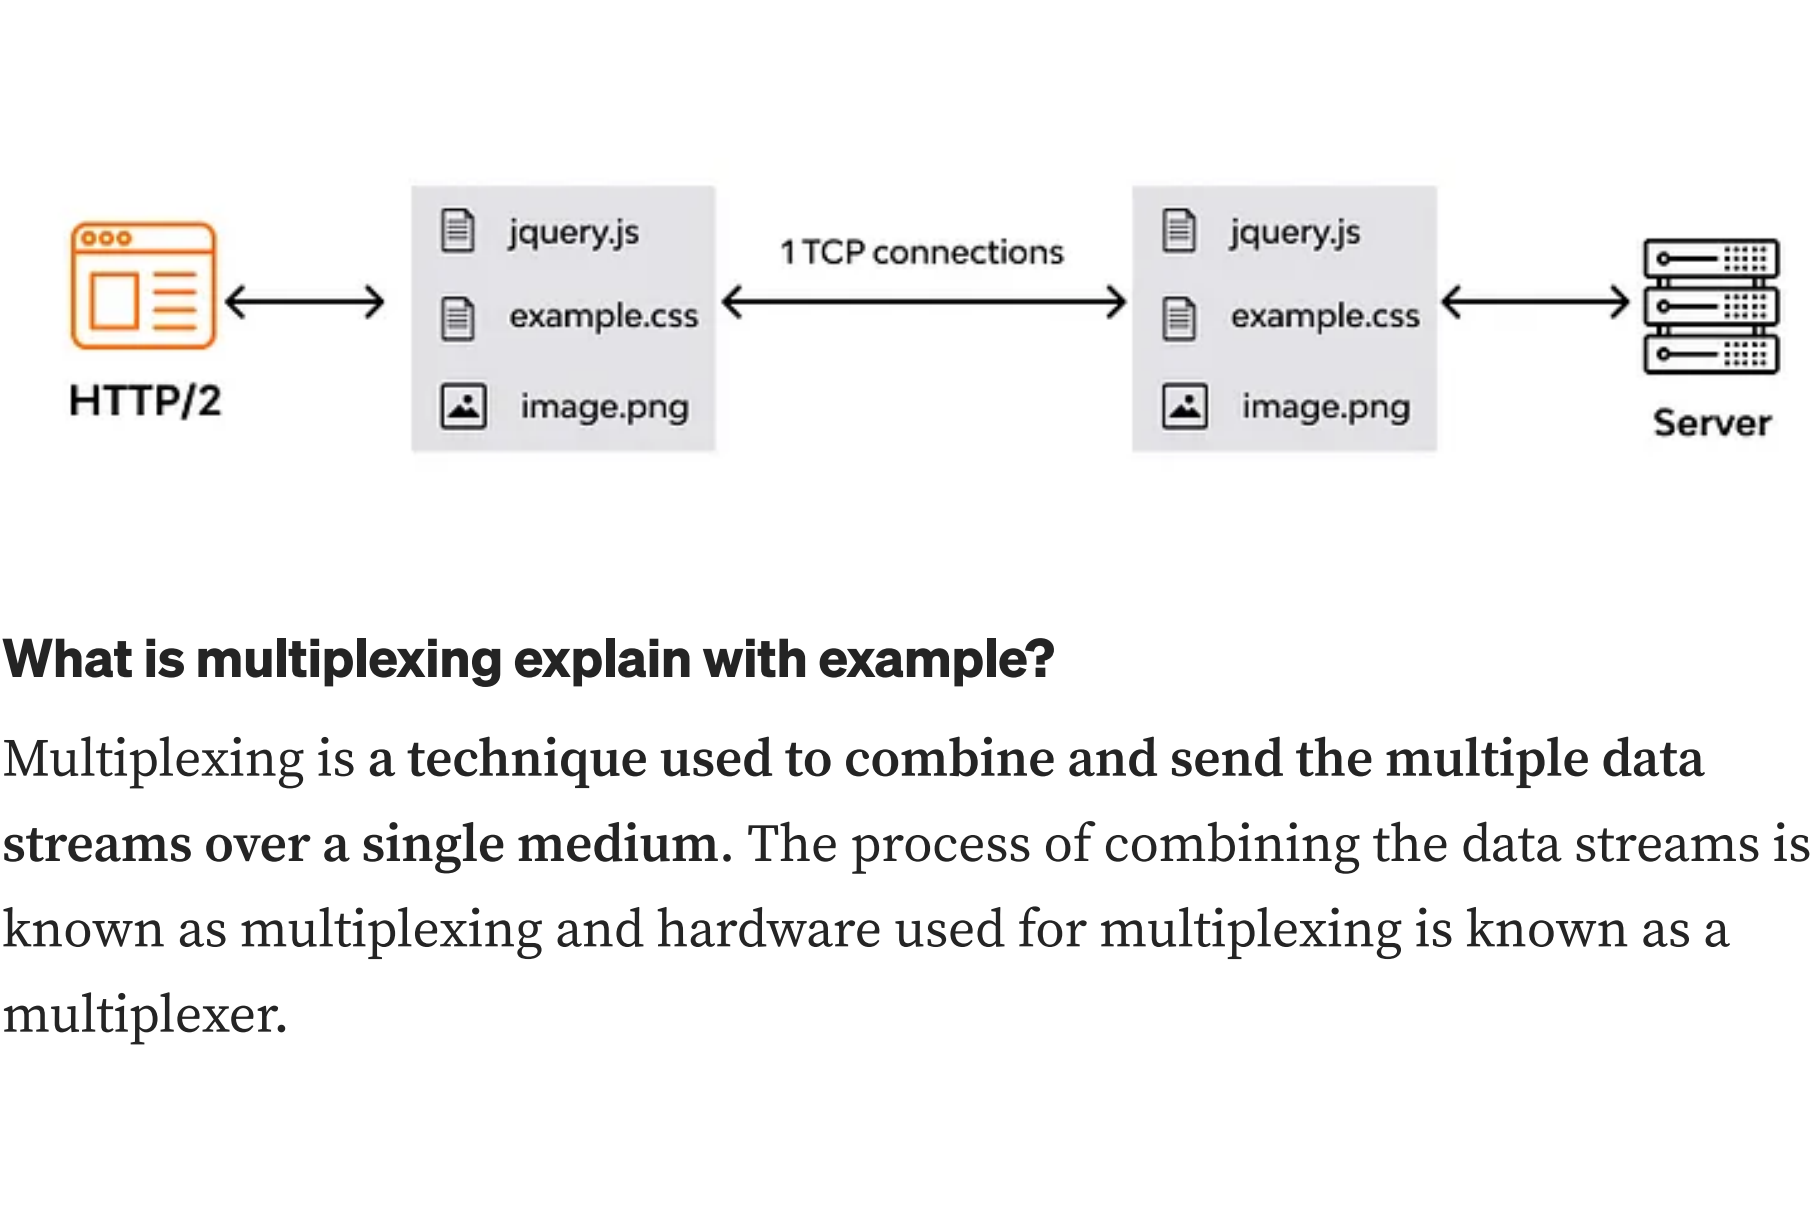 jquery.js
example.css
image.png
1 TCP connections
jquery.js
example.css
image.png
HTTP/2
Server
What is multiplexing explain with example?
Multiplexing is a technique used to combine and send the multiple data
streams over a single medium. The process of combining the data streams is
known as multiplexing and hardware used for multiplexing is known as a
multiplexer.